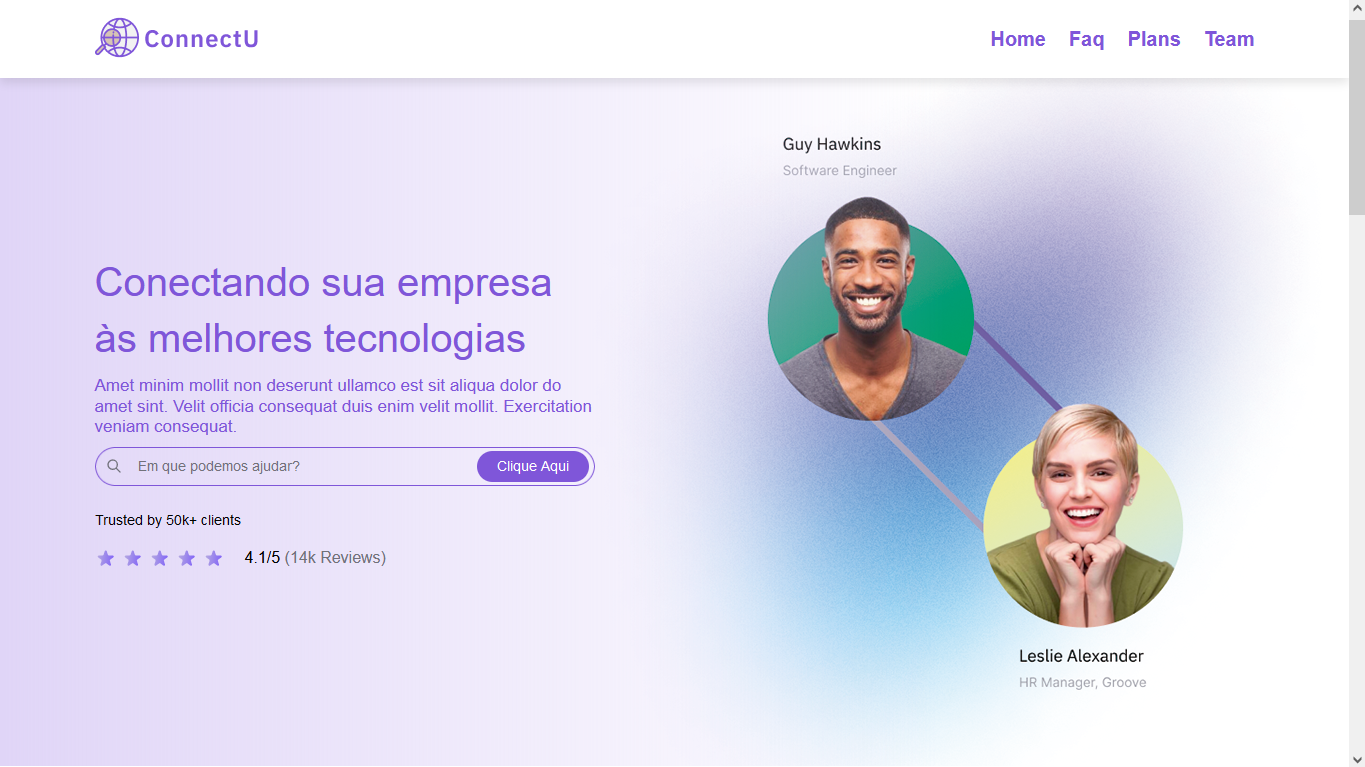 ConnectU
Home Faq Plans Team
Guy Hawkins
Software Engineer
Conectando sua empresa
às melhores tecnologias
Amet minim mollit non deserunt ullamco est sit aliqua dolor do
amet sint. Velit officia consequat duis enim velit mollit. Exercitation
veniam consequat.
Em que podemos ajudar? Clique Aqui
Trusted by 50k+ clients
4.1/5 (14k Reviews)
Leslie Alexander
HR Manager, Groove